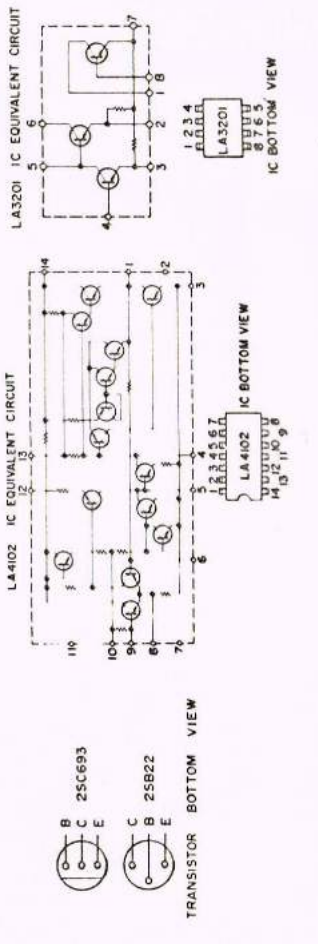 B
C 2SC693
E
C
B 2SB22
E
TRANSISTOR BOTTOM VIEW
LA4102 IC EQUIVALENT CIRCUIT
12 13
11 14
10
9 1
8 2
7 3
6 5 4
1 2 3 4 5 6 7
LA4102 IC BOTTOM VIEW
14 12 10 8
13 11 9
LA3201 IC EQUIVALENT CIRCUIT
5 6
4 7
3 2 1 8
1 2 3 4
LA3201
8 7 6 5
IC BOTTOM VIEW